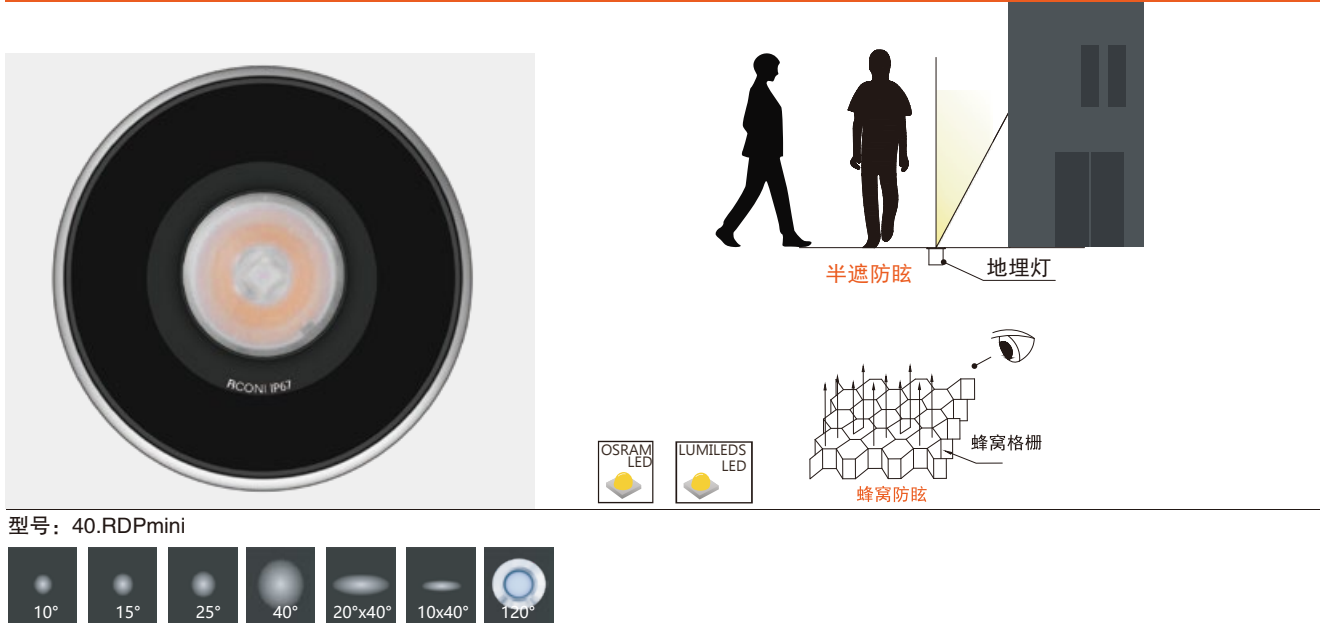 RCONI IP67
半遮防眩
地埋灯
OSRAM
LED
LUMILEDS
LED
蜂窝格栅
蜂窝防眩
型号：40.RDPmini
10°
15°
25°
40°
20°x40°
10x40°
120°